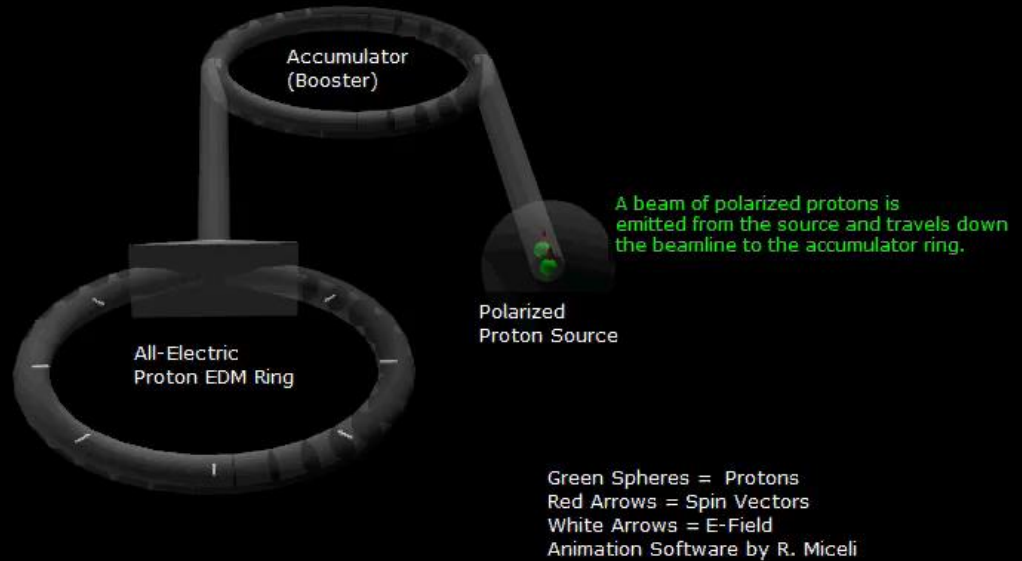 Accumulator
(Booster)
A beam of polarized protons is
emitted from the source and travels down
the beamline to the accumulator ring.
Polarized
Proton Source
All-Electric
Proton EDM Ring
Green Spheres = Protons
Red Arrows = Spin Vectors
White Arrows = E-Field
Animation Software by R. Miceli